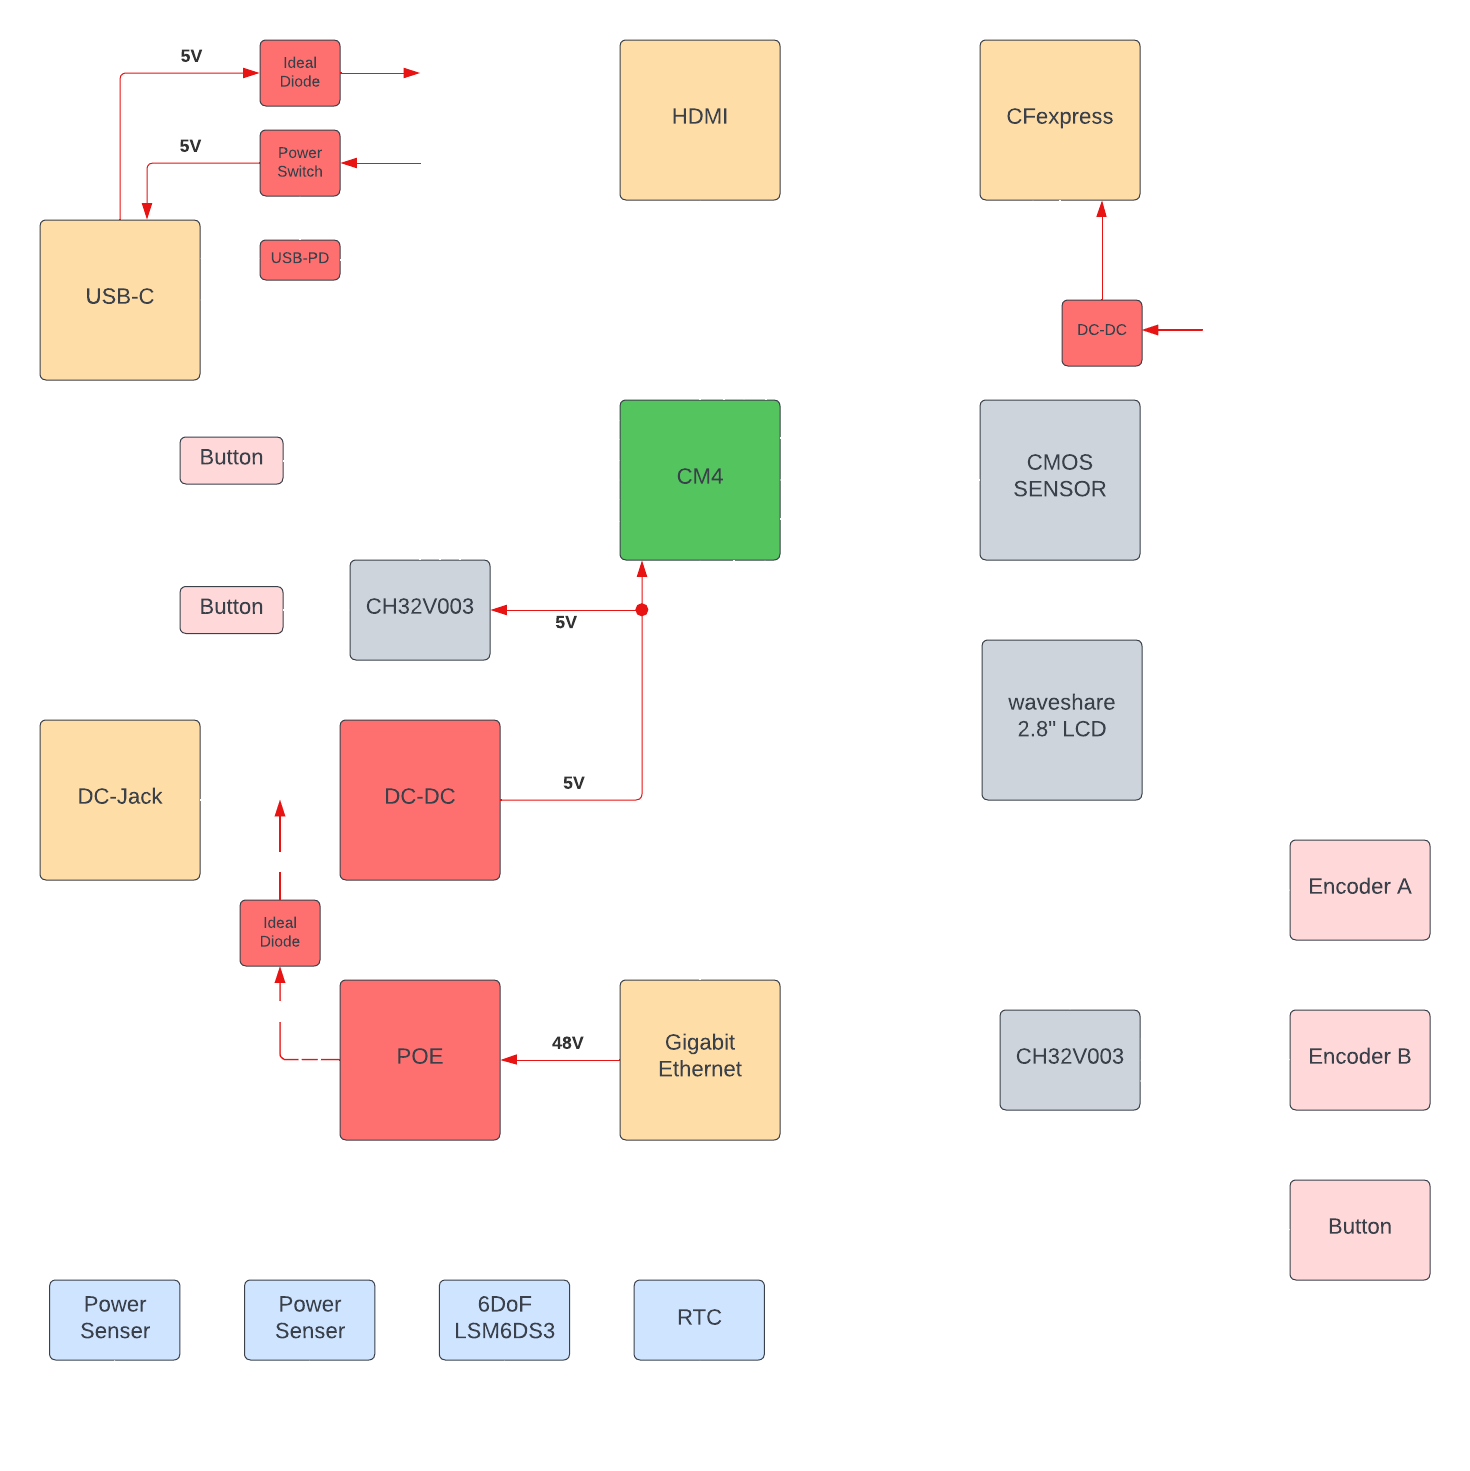 5V
Ideal
Diode
HDMI
CFexpress
5V
Power
Switch
USB-PD
USB-C
DC-DC
Button
CM4
CMOS
SENSOR
Button
CH32V003
5V
waveshare
2.8" LCD
DC-Jack
DC-DC
5V
Encoder A
Ideal
Diode
POE
48V
Gigabit
Ethernet
CH32V003
Encoder B
Button
Power
Senser
Power
Senser
6DoF
LSM6DS3
RTC